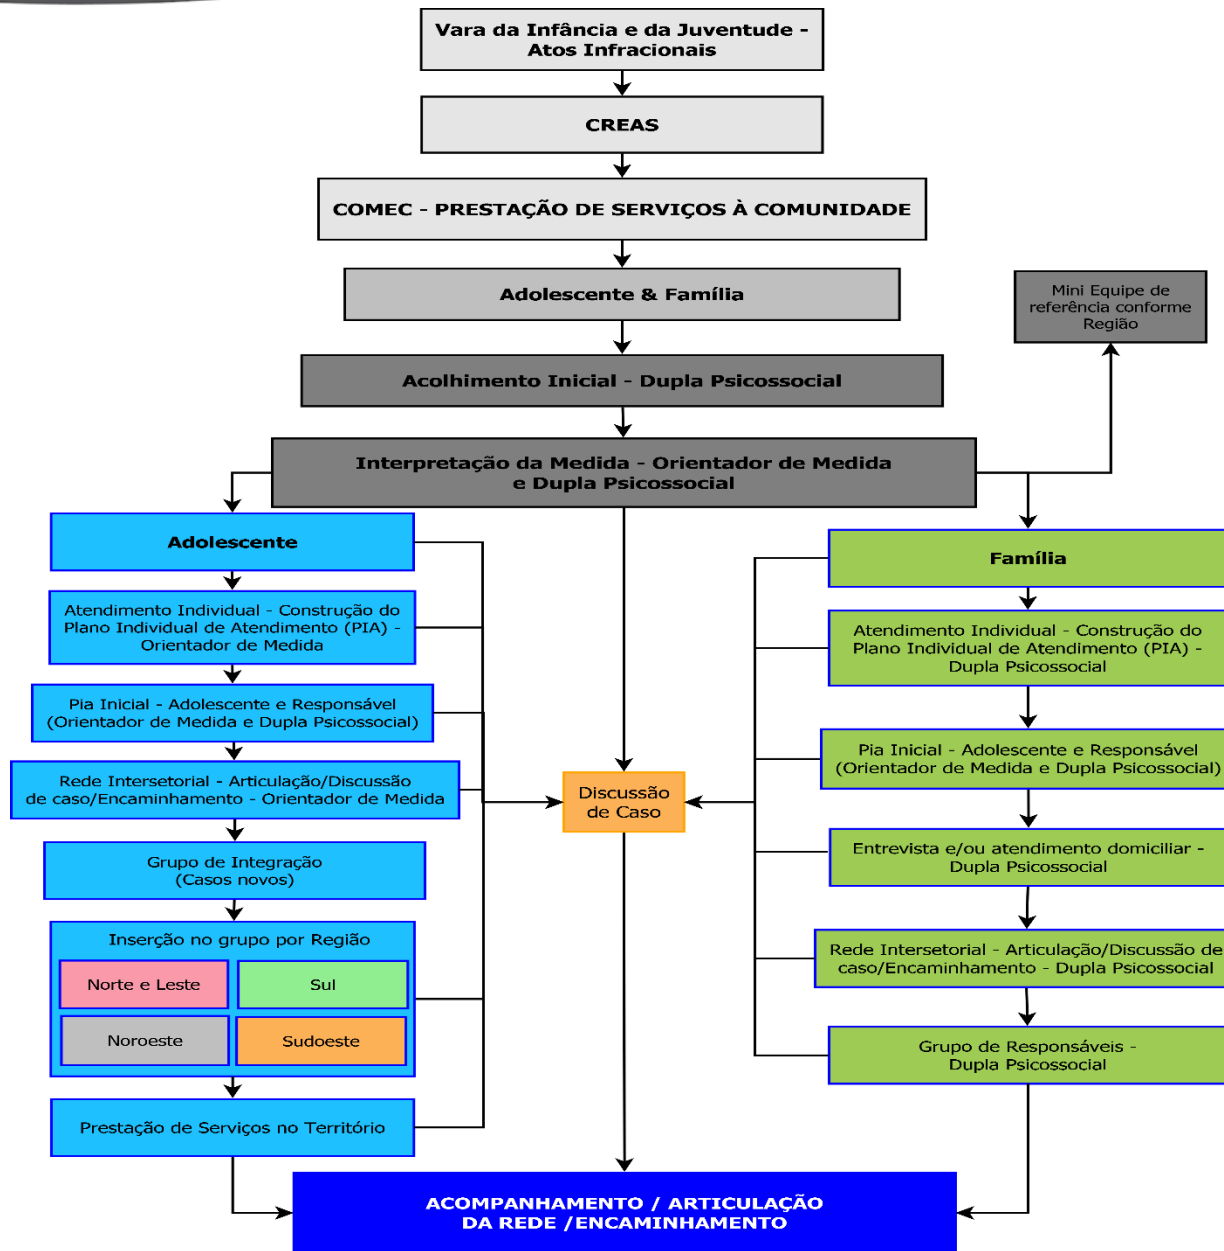 Vara da Infância e da Juventude -
Atos Infracionais
CREAS
COMEC - PRESTAÇÃO DE SERVIÇOS À COMUNIDADE
Adolescente & Família
Mini Equipe de
referência conforme
Região
Acolhimento Inicial - Dupla Psicossocial
Interpretação da Medida - Orientador de Medida
e Dupla Psicossocial
Adolescente
Atendimento Individual - Construção do
Plano Individual de Atendimento (PIA) -
Orientador de Medida
Pia Inicial - Adolescente e Responsável
(Orientador de Medida e Dupla Psicossocial)
Rede Intersetorial - Articulação/Discussão
de caso/Encaminhamento - Orientador de Medida
Grupo de Integração
(Casos novos)
Inserção no grupo por Região
Norte e Leste
Sul
Noroeste
Sudoeste
Prestação de Serviços no Território
Discussão
de Caso
Família
Atendimento Individual - Construção do
Plano Individual de Atendimento (PIA) -
Dupla Psicossocial
Pia Inicial - Adolescente e Responsável
(Orientador de Medida e Dupla Psicossocial)
Entrevista e/ou atendimento domiciliar -
Dupla Psicossocial
Rede Intersetorial - Articulação/Discussão de
caso/Encaminhamento - Dupla Psicossocial
Grupo de Responsáveis -
Dupla Psicossocial
ACOMPANHAMENTO / ARTICULAÇÃO
DA REDE /ENCAMINHAMENTO